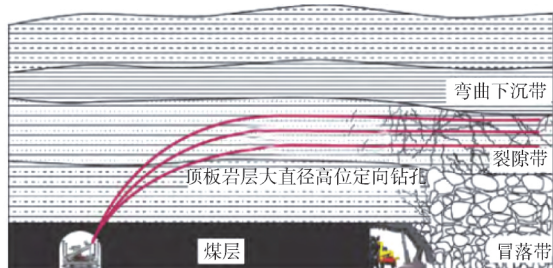 弯曲下沉带
裂隙带
顶板岩层大直径高位定向钻孔
煤层
冒落带